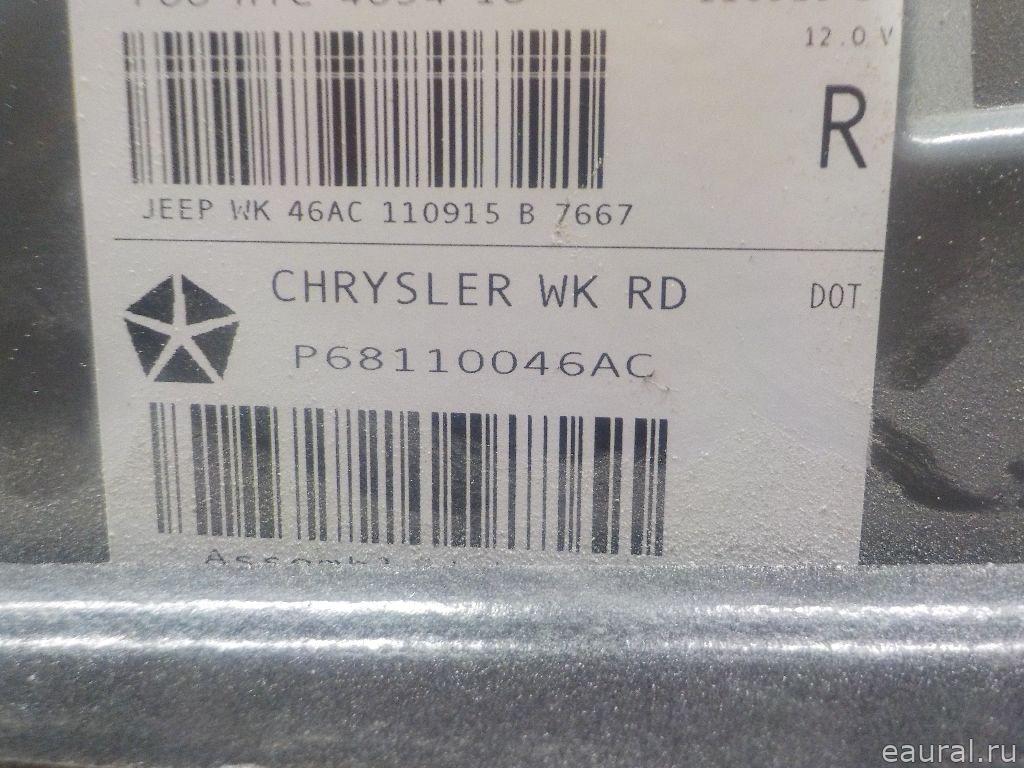 12.0 V
R
JEEP WK 46AC 110915 B 7667
CHRYSLER WK RD DOT
P68110046AC
eaural.ru